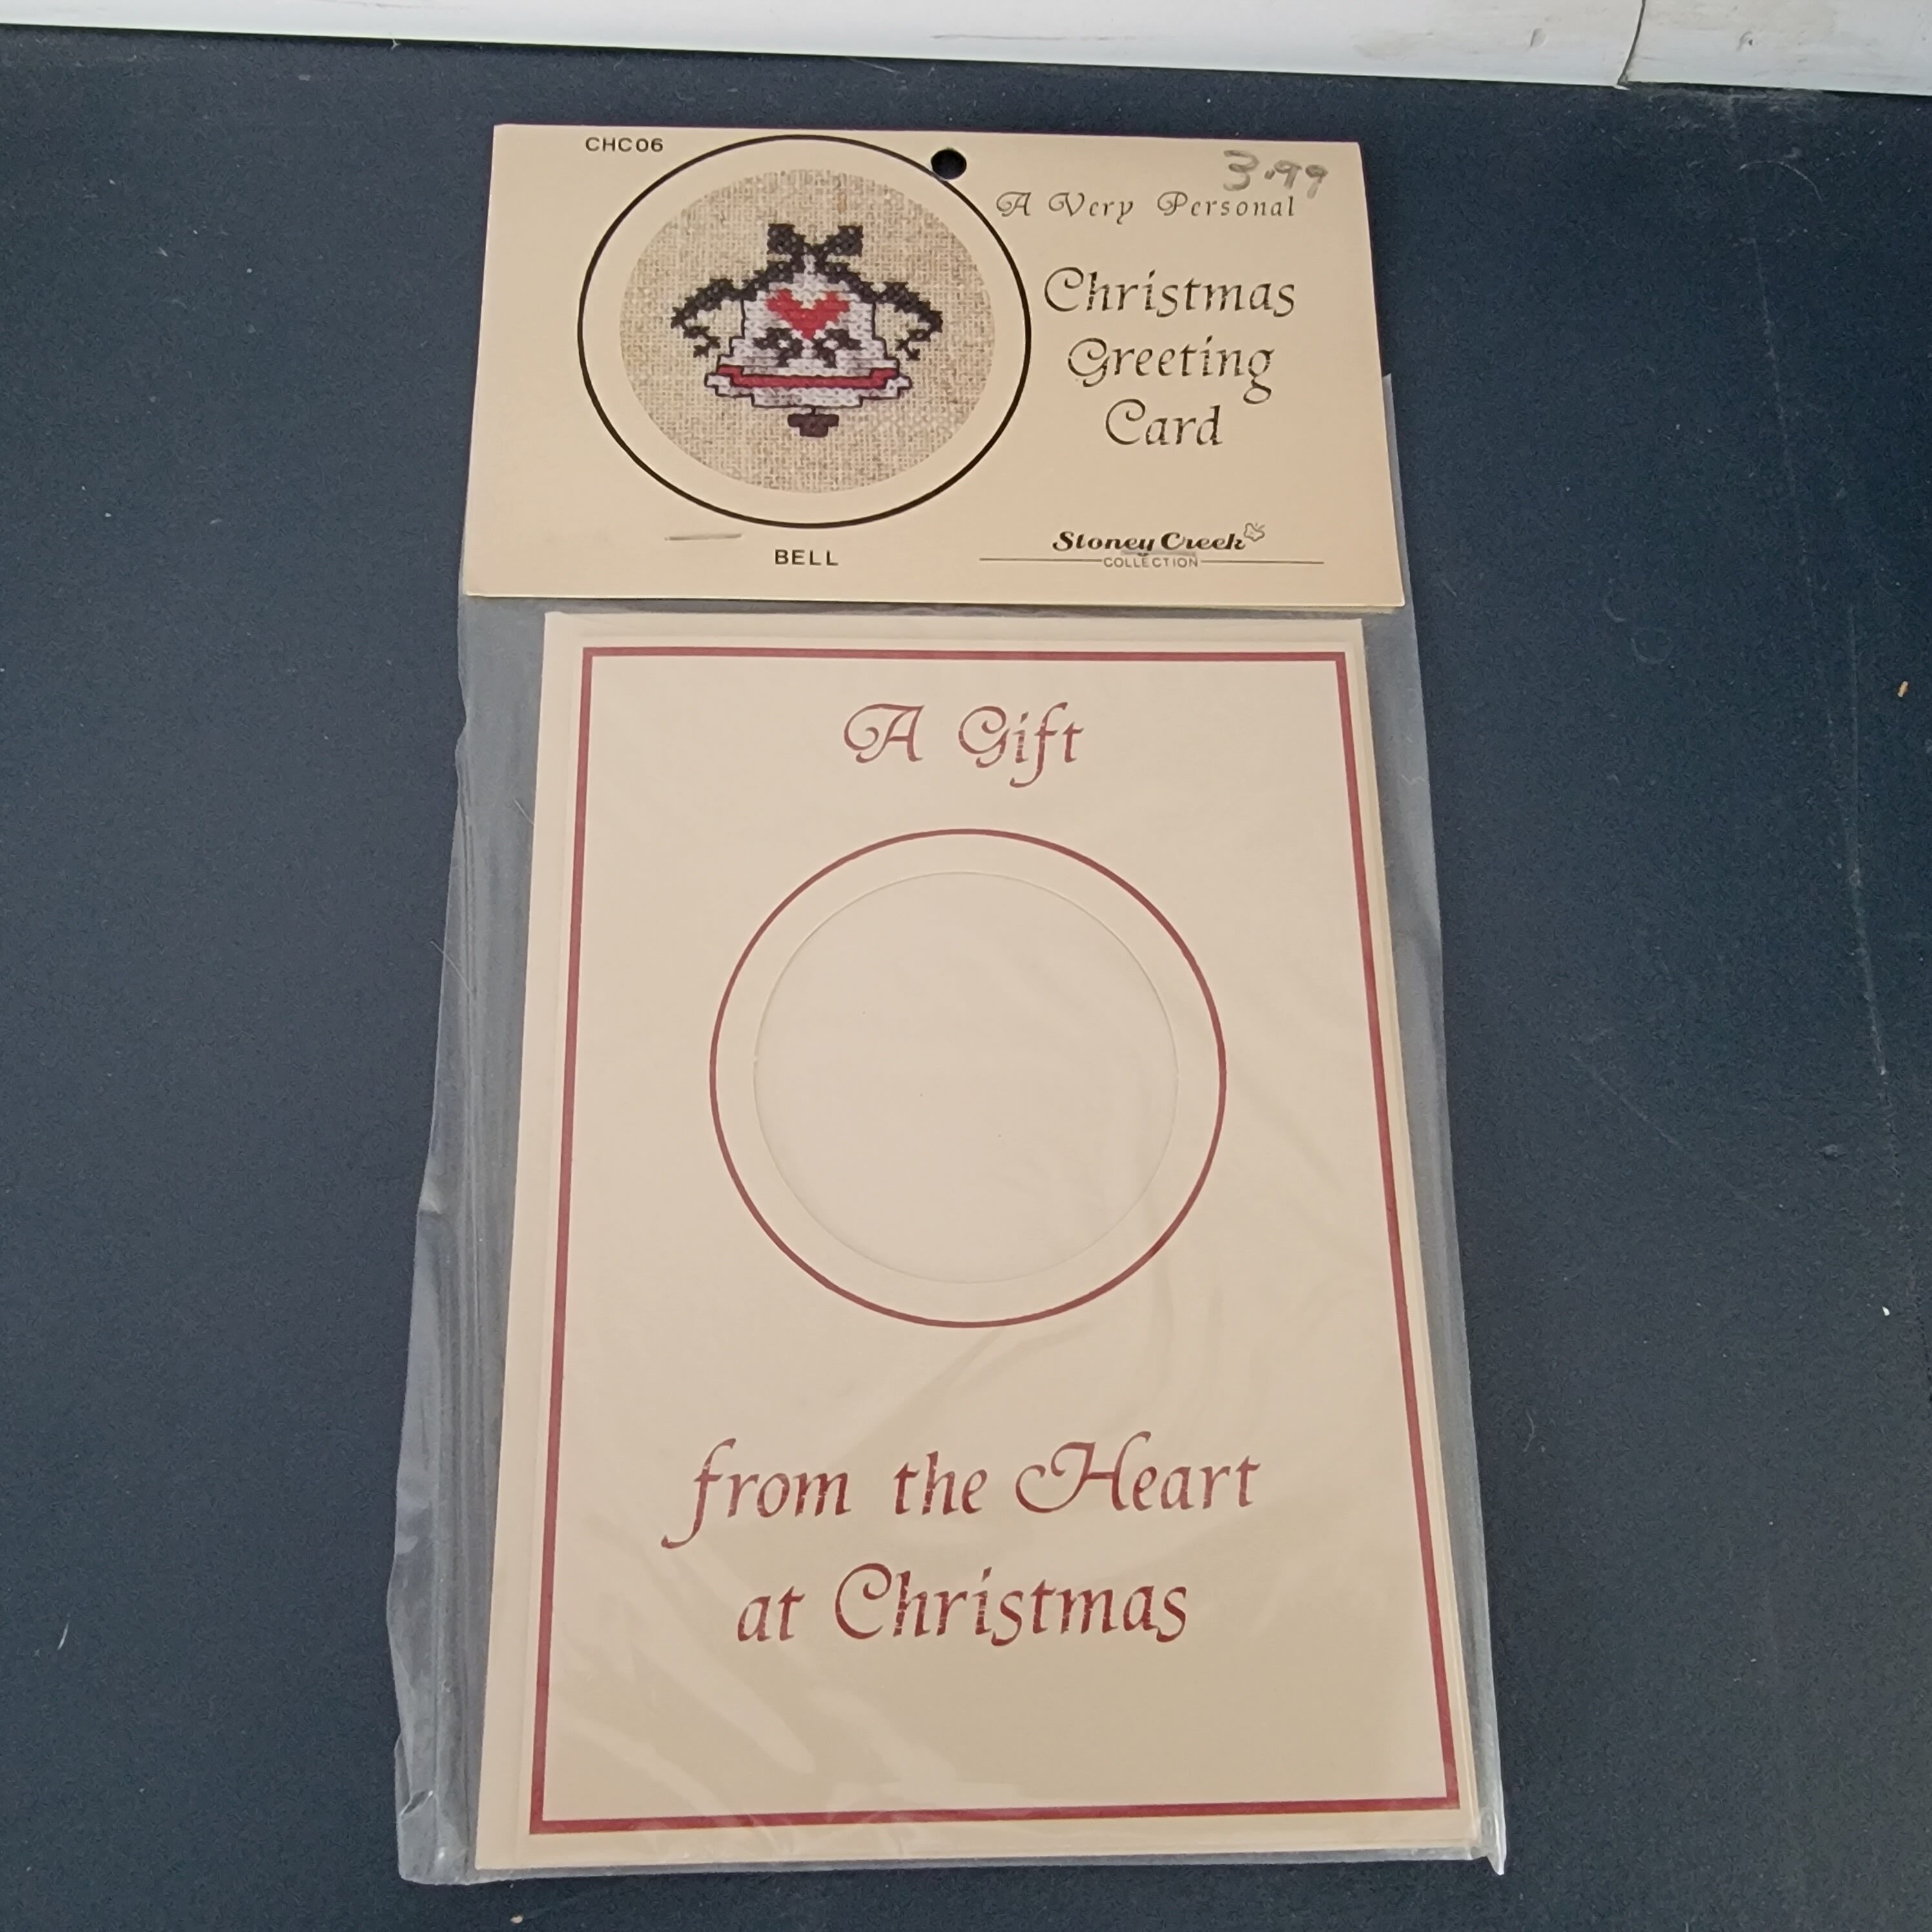 CHC06
3.99
A Very Personal
Christmas
Greeting
Card
BELL
Stoney Creek
COLLECTION
A Gift
from the Heart
at Christmas